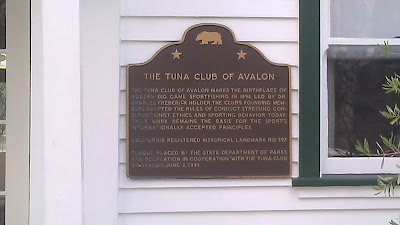 THE TUNA CLUB OF AVALON
THE TUNA CLUB OF AVALON MARKS THE BIRTHPLACE OF
MODERN BIG GAME SPORTFISHING IN 1898. LED BY DR.
CHARLES FREDERICK HOLDER, THE CLUB'S FOUNDING MEM-
BERS ADOPTED THE RULES OF CONDUCT STRESSING CON-
SERVATIONIST ETHICS AND SPORTING BEHAVIOR. TODAY
THEIR WORK REMAINS THE BASIS FOR THE SPORT'S
INTERNATIONALLY ACCEPTED PRINCIPLES.
CALIFORNIA REGISTERED HISTORICAL LANDMARK NO. 997
PLAQUE PLACED BY THE STATE DEPARTMENT OF PARKS
AND RECREATION IN COOPERATION WITH THE TUNA CLUB
OF AVALON, JUNE